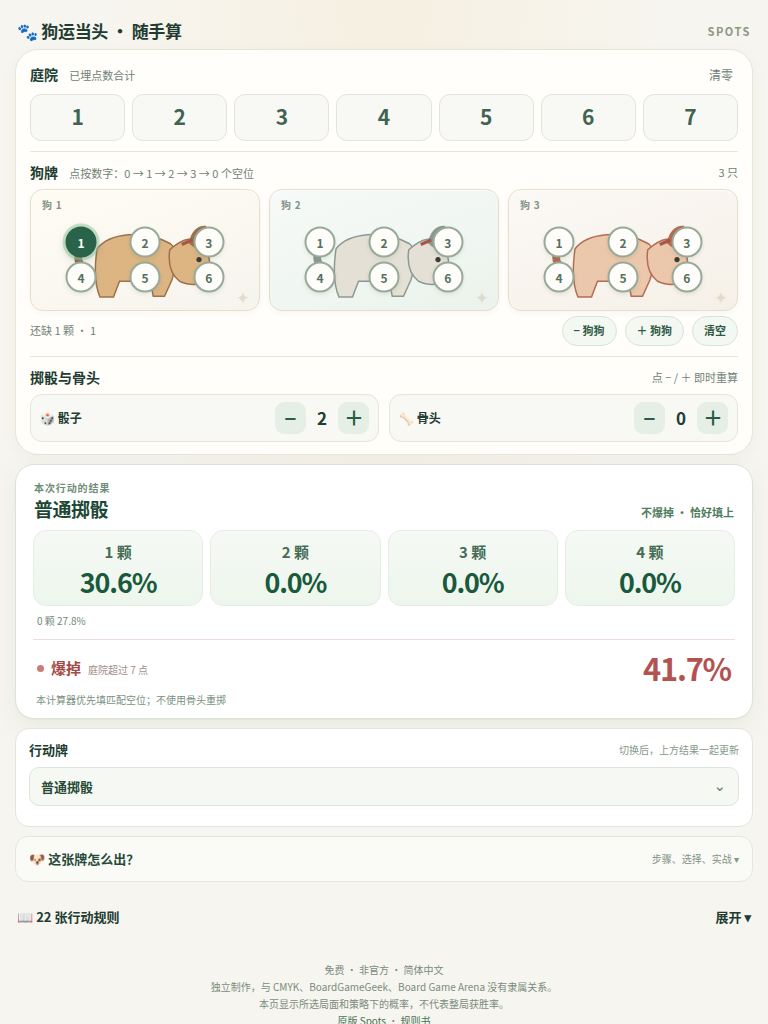 🐾 狗运当头 · 随手算
SPOTS
庭院 已埋点数合计 清零
1 2 3 4 5 6 7
狗牌 点按数字：0→1→2→3→0 个空位 3 只
狗 1
1 2 3
4 5 6
狗 2
1 2 3
4 5 6
狗 3
1 2 3
4 5 6
还缺 1 颗 · 1
− 狗狗 ＋ 狗狗 清空
掷骰与骨头 点 − / ＋ 即时重算
🎲 骰子 − 2 ＋
🦴 骨头 − 0 ＋
本次行动的结果
普通掷骰 不爆掉 · 恰好填上
1 颗 2 颗 3 颗 4 颗
30.6% 0.0% 0.0% 0.0%
0 颗 27.8%
爆掉 庭院超过 7 点 41.7%
本计算器优先填匹配空位；不使用骨头重掷
行动牌 切换后，上方结果一起更新
普通掷骰
🐶 这张牌怎么出？ 步骤、选择、实战 ▾
📖 22 张行动规则 展开 ▾
免费 · 非官方 · 简体中文
独立制作，与 CMYK、BoardGameGeek、Board Game Arena 没有隶属关系。
本页显示所选局面和策略下的概率，不代表整局获胜率。
原版 Spots · 规则书